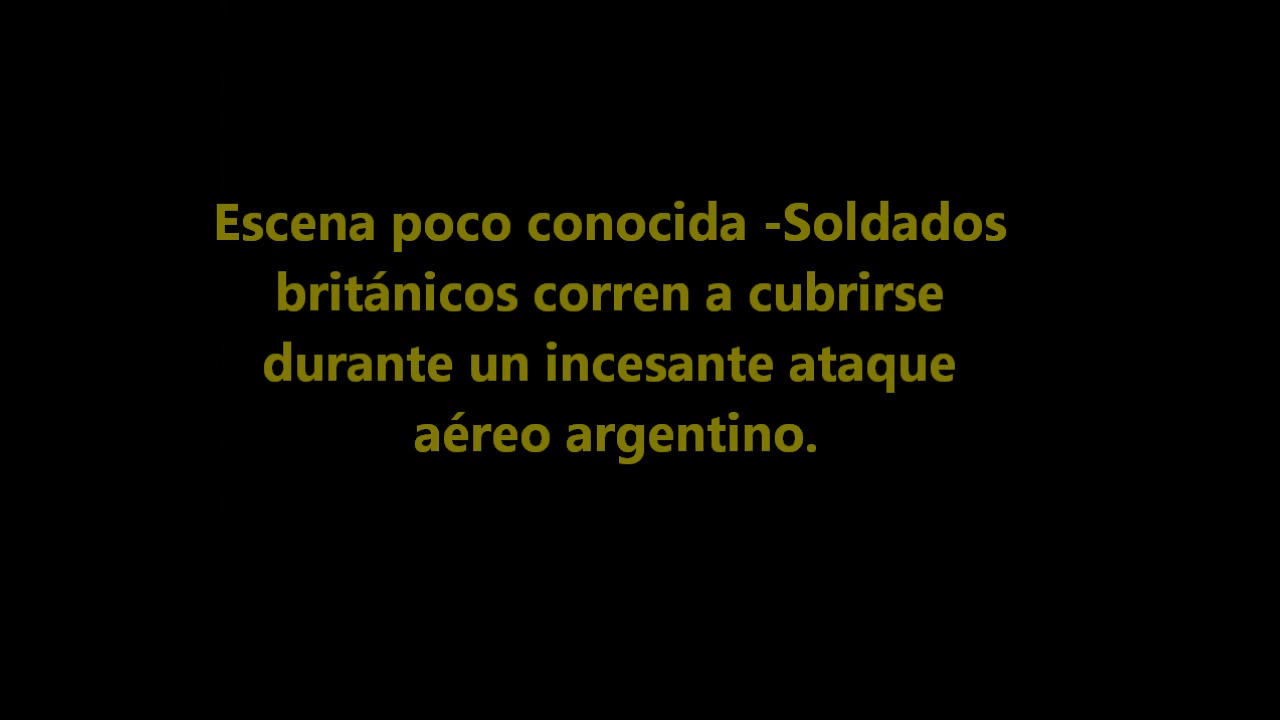 Escena poco conocida -Soldados
británicos corren a cubrirse
durante un incesante ataque
aéreo argentino.